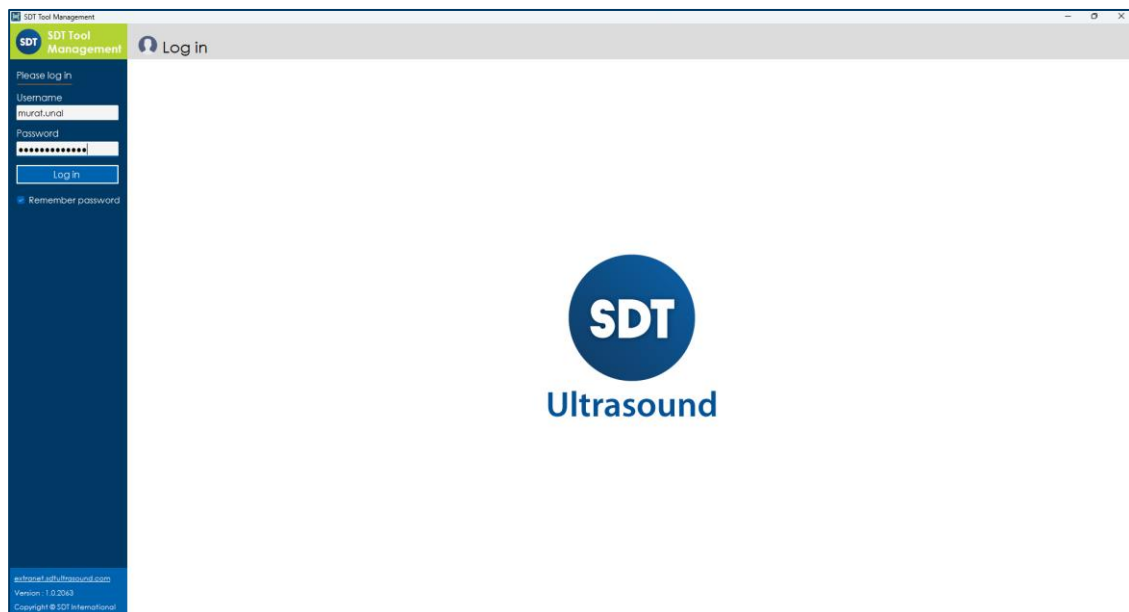 SDT Tool Management
SDT
SDT Tool
Management
Log in
Please log in
Username
murat.unal
Password
•••••••••••••
Log in
Remember password
SDT
Ultrasound
extranet.sdtultrasound.com
Version : 1.0.2063
Copyright © SDT International